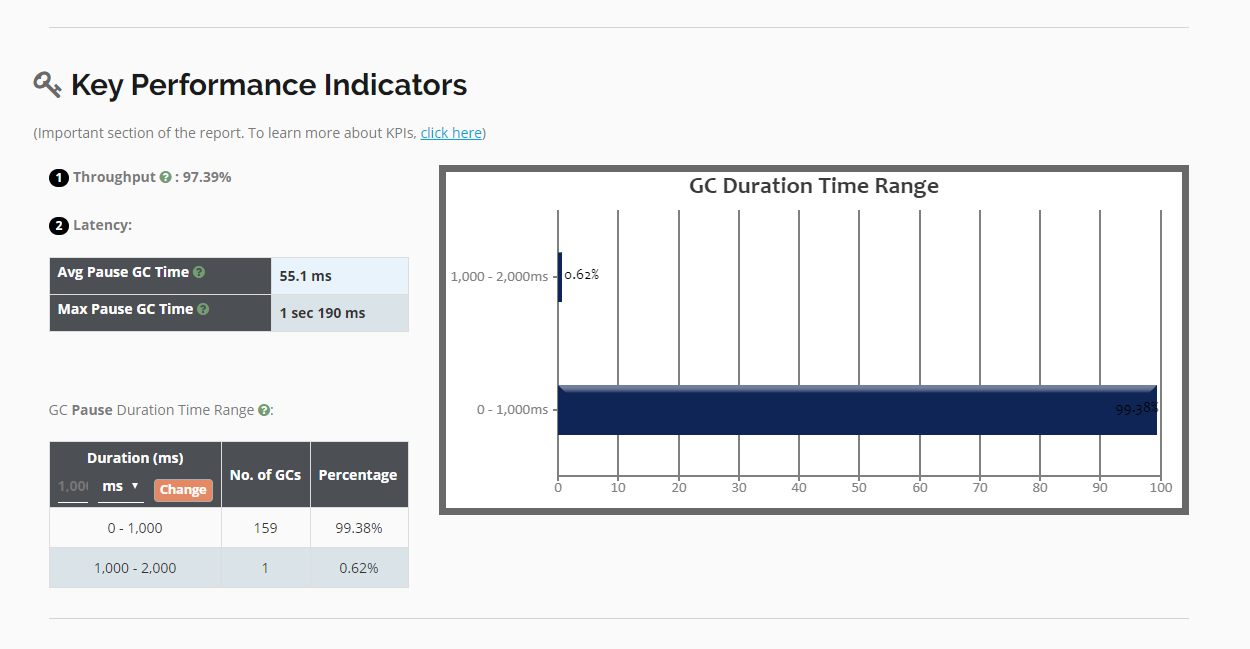 Key Performance Indicators
(Important section of the report. To learn more about KPIs, click here)
1 Throughput ? : 97.39%
2 Latency:
Avg Pause GC Time ? 55.1 ms
Max Pause GC Time ? 1 sec 190 ms
GC Pause Duration Time Range ?:
Duration (ms) No. of GCs Percentage
ms ▼ Change
0 - 1,000 159 99.38%
1,000 - 2,000 1 0.62%
GC Duration Time Range
1,000 - 2,000ms 0.62%
0 - 1,000ms 99.38%
0 10 20 30 40 50 60 70 80 90 100